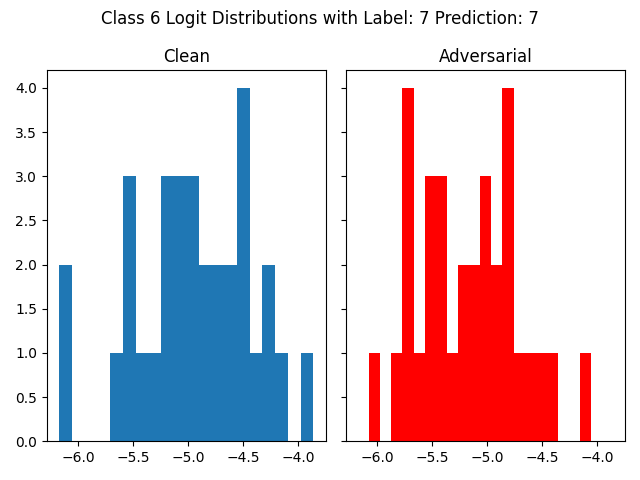 Class 6 Logit Distributions with Label: 7 Prediction: 7
Clean
Adversarial
4.0
3.5
3.0
2.5
2.0
1.5
1.0
0.5
0.0
−6.0 −5.5 −5.0 −4.5 −4.0
−6.0 −5.5 −5.0 −4.5 −4.0